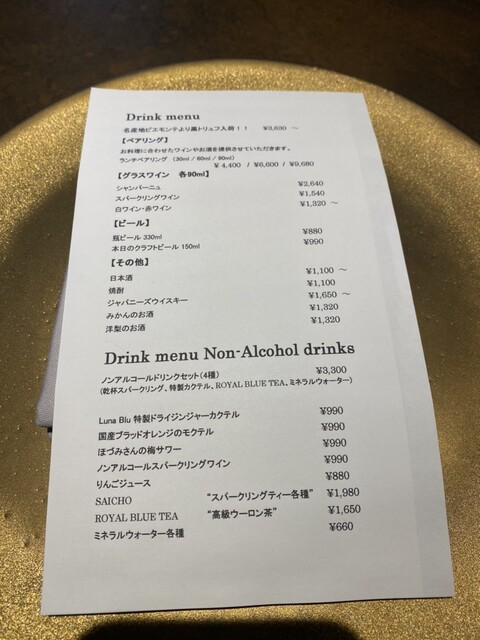 Drink menu
名産地ピエモンテより黒トリュフ入荷！！ ¥3,630 ～
【ペアリング】
お料理に合わせたワインやお酒を提供させていただきます。
ランチペアリング （30ml / 60ml / 90ml）
¥ 4,400 / ¥6,600 / ¥9,680
【グラスワイン 各90ml】
シャンパーニュ ¥2,640
スパークリングワイン ¥1,540
白ワイン・赤ワイン ¥1,320 ～
【ビール】
瓶ビール 330ml ¥880
本日のクラフトビール 150ml ¥990
【その他】
日本酒 ¥1,100 ～
焼酎 ¥1,100
ジャパニーズウイスキー ¥1,650 ～
みかんのお酒 ¥1,320
洋梨のお酒 ¥1,320
Drink menu Non-Alcohol drinks
ノンアルコールドリンクセット（4種） ¥3,300
（乾杯スパークリング、特製カクテル、ROYAL BLUE TEA、ミネラルウォーター）
Luna Blu 特製ドライジンジャーカクテル ¥990
国産ブラッドオレンジのモクテル ¥990
ほづみさんの梅サワー ¥990
ノンアルコールスパークリングワイン ¥990
りんごジュース ¥880
SAICHO “スパークリングティー各種” ¥1,980
ROYAL BLUE TEA “高級ウーロン茶” ¥1,650
ミネラルウォーター各種 ¥660